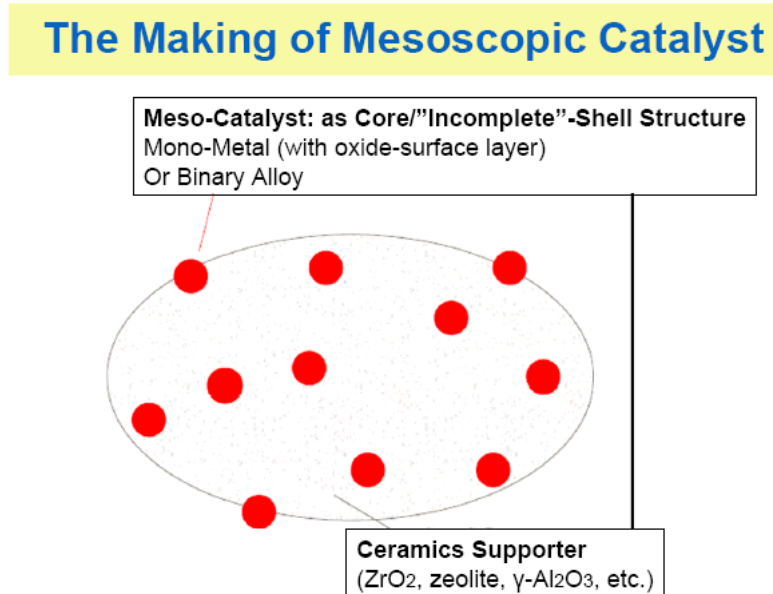 The Making of Mesoscopic Catalyst
Meso-Catalyst: as Core/”Incomplete”-Shell Structure
Mono-Metal (with oxide-surface layer)
Or Binary Alloy
Ceramics Supporter
(ZrO2, zeolite, γ-Al2O3, etc.)